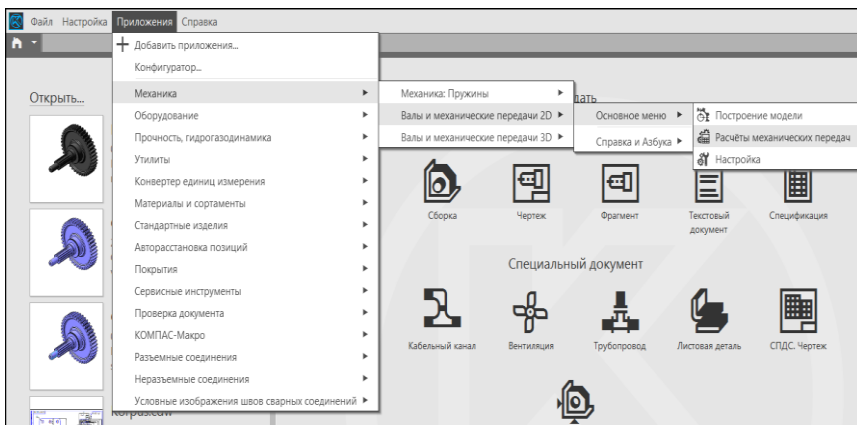 Файл Настройка Приложения Справка
Добавить приложения...
Конфигуратор...
Открыть...
Механика
Оборудование
Прочность, гидрогазодинамика
Утилиты
Конвертер единиц измерения
Материалы и сортаменты
Стандартные изделия
Авторасстановка позиций
Покрытия
Сервисные инструменты
Проверка документа
КОМПАС-Макро
Разъемные соединения
Неразъемные соединения
Условные изображения швов сварных соединений
Механика: Пружины
Валы и механические передачи 2D
Валы и механические передачи 3D
Основное меню
Справка и Азбука
Построение модели
Расчёты механических передач
Настройка
Сборка
Чертеж
Фрагмент
Текстовый
документ
Спецификация
Специальный документ
Кабельный канал
Вентиляция
Трубопровод
Листовая деталь
СПДС. Чертеж